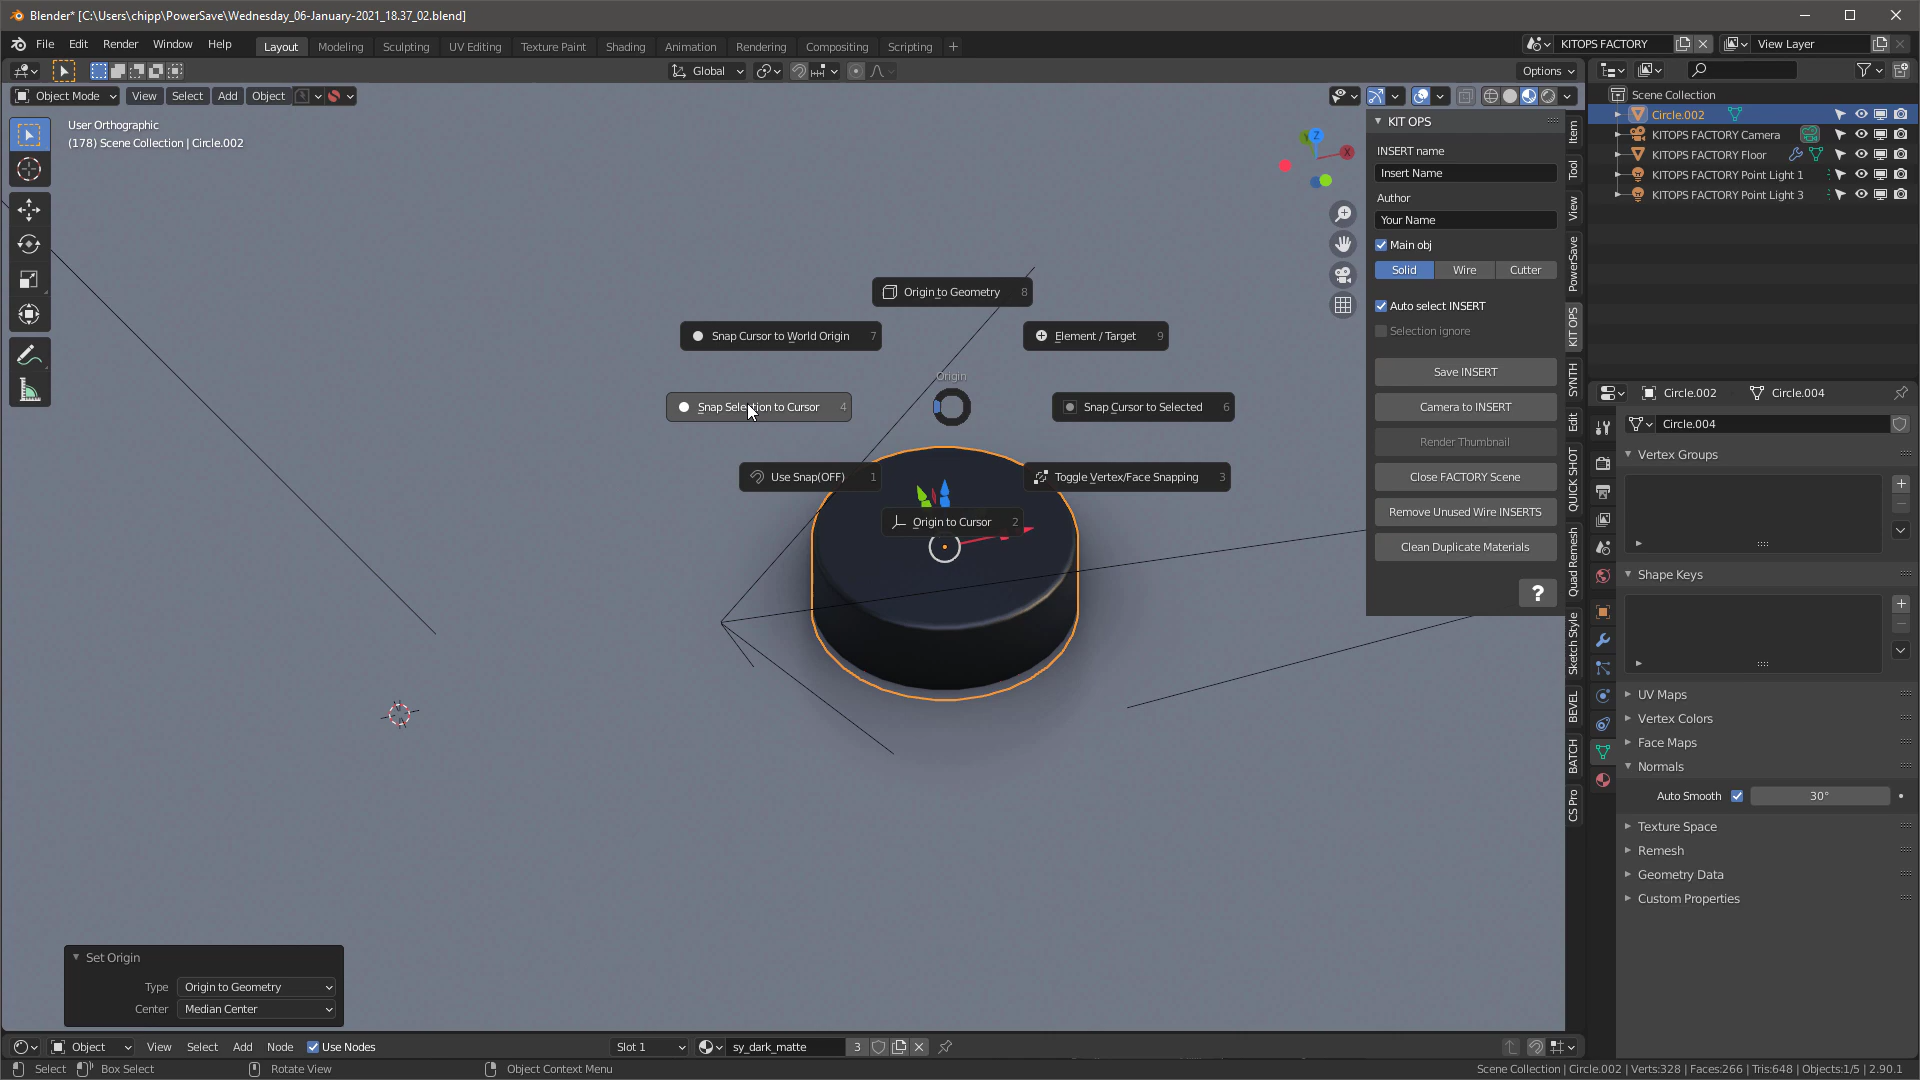 Blender* [C:\Users\chipp\PowerSave\Wednesday_06-January-2021_18.37_02.blend]
File Edit Render Window Help Layout Modeling Sculpting UV Editing Texture Paint Shading Animation Rendering Compositing Scripting + KITOPS FACTORY View Layer
Global Options
Object Mode View Select Add Object
User Orthographic
(178) Scene Collection | Circle.002
Z
X
Origin to Geometry 8
Snap Cursor to World Origin 7
Element / Target 9
Origin
Snap Selection to Cursor 4
Snap Cursor to Selected 6
Use Snap(OFF) 1
Toggle Vertex/Face Snapping 3
Origin to Cursor 2
KIT OPS
INSERT name
Insert Name
Author
Your Name
Main obj
Solid Wire Cutter
Auto select INSERT
Selection ignore
Save INSERT
Camera to INSERT
Render Thumbnail
Close FACTORY Scene
Remove Unused Wire INSERTS
Clean Duplicate Materials
?
Item
Tool
View
PowerSave
KIT OPS
SYNTH
Edit
QUICK SHOT
Quad Remesh
Sketch Style
BEVEL
BATCH
CS Pro
Scene Collection
Circle.002
KITOPS FACTORY Camera
KITOPS FACTORY Floor
KITOPS FACTORY Point Light 1
KITOPS FACTORY Point Light 3
Circle.002 Circle.004
Circle.004
Vertex Groups
Shape Keys
UV Maps
Vertex Colors
Face Maps
Normals
Auto Smooth 30°
Texture Space
Remesh
Geometry Data
Custom Properties
Set Origin
Type Origin to Geometry
Center Median Center
Object View Select Add Node Use Nodes Slot 1 sy_dark_matte 3
Select Box Select Rotate View Object Context Menu Scene Collection | Circle.002 | Verts:328 | Faces:266 | Tris:648 | Objects:1/5 | 2.90.1